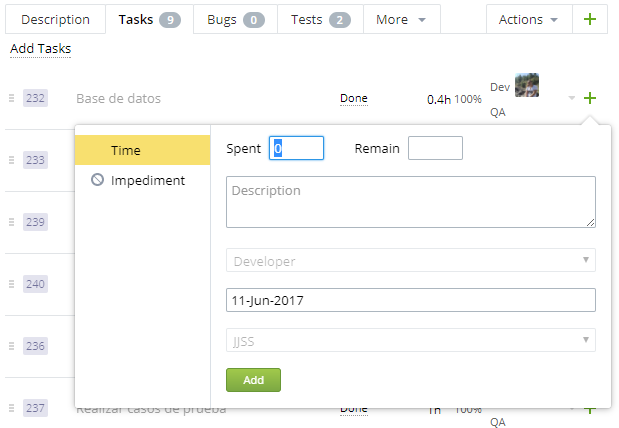 Description Tasks 9 Bugs 0 Tests 2 More Actions
Add Tasks
232 Base de datos Done 0.4h 100% Dev
QA
Time Spent 0 Remain
233
Impediment
Description
239
Developer
240
11-Jun-2017
236
JJSS
Add
237 Realizar casos de prueba Done 1h 100%
QA